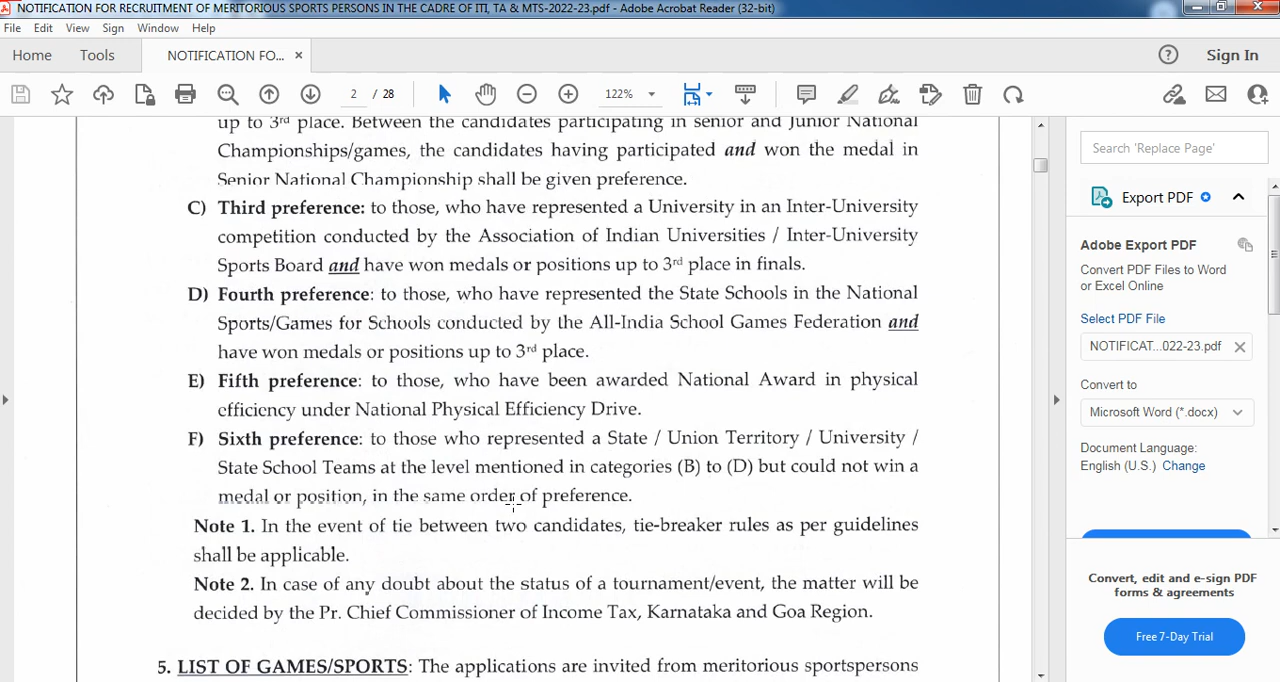 NOTIFICATION FOR RECRUITMENT OF MERITORIOUS SPORTS PERSONS IN THE CADRE OF ITI, TA & MTS-2022-23.pdf - Adobe Acrobat Reader (32-bit)
File Edit View Sign Window Help
Home Tools NOTIFICATION FO... × Sign In
2 / 28 122%
up to 3rd place. Between the candidates participating in senior and Junior National
Championships/games, the candidates having participated and won the medal in
Senior National Championship shall be given preference.
C) Third preference: to those, who have represented a University in an Inter-University
competition conducted by the Association of Indian Universities / Inter-University
Sports Board and have won medals or positions up to 3rd place in finals.
D) Fourth preference: to those, who have represented the State Schools in the National
Sports/Games for Schools conducted by the All-India School Games Federation and
have won medals or positions up to 3rd place.
E) Fifth preference: to those, who have been awarded National Award in physical
efficiency under National Physical Efficiency Drive.
F) Sixth preference: to those who represented a State / Union Territory / University /
State School Teams at the level mentioned in categories (B) to (D) but could not win a
medal or position, in the same order of preference.
Note 1. In the event of tie between two candidates, tie-breaker rules as per guidelines
shall be applicable.
Note 2. In case of any doubt about the status of a tournament/event, the matter will be
decided by the Pr. Chief Commissioner of Income Tax, Karnataka and Goa Region.
5. LIST OF GAMES/SPORTS: The applications are invited from meritorious sportspersons
Search 'Replace Page'
Export PDF
Adobe Export PDF
Convert PDF Files to Word
or Excel Online
Select PDF File
NOTIFICAT...022-23.pdf
Convert to
Microsoft Word (*.docx)
Document Language:
English (U.S.) Change
Convert, edit and e-sign PDF
forms & agreements
Free 7-Day Trial